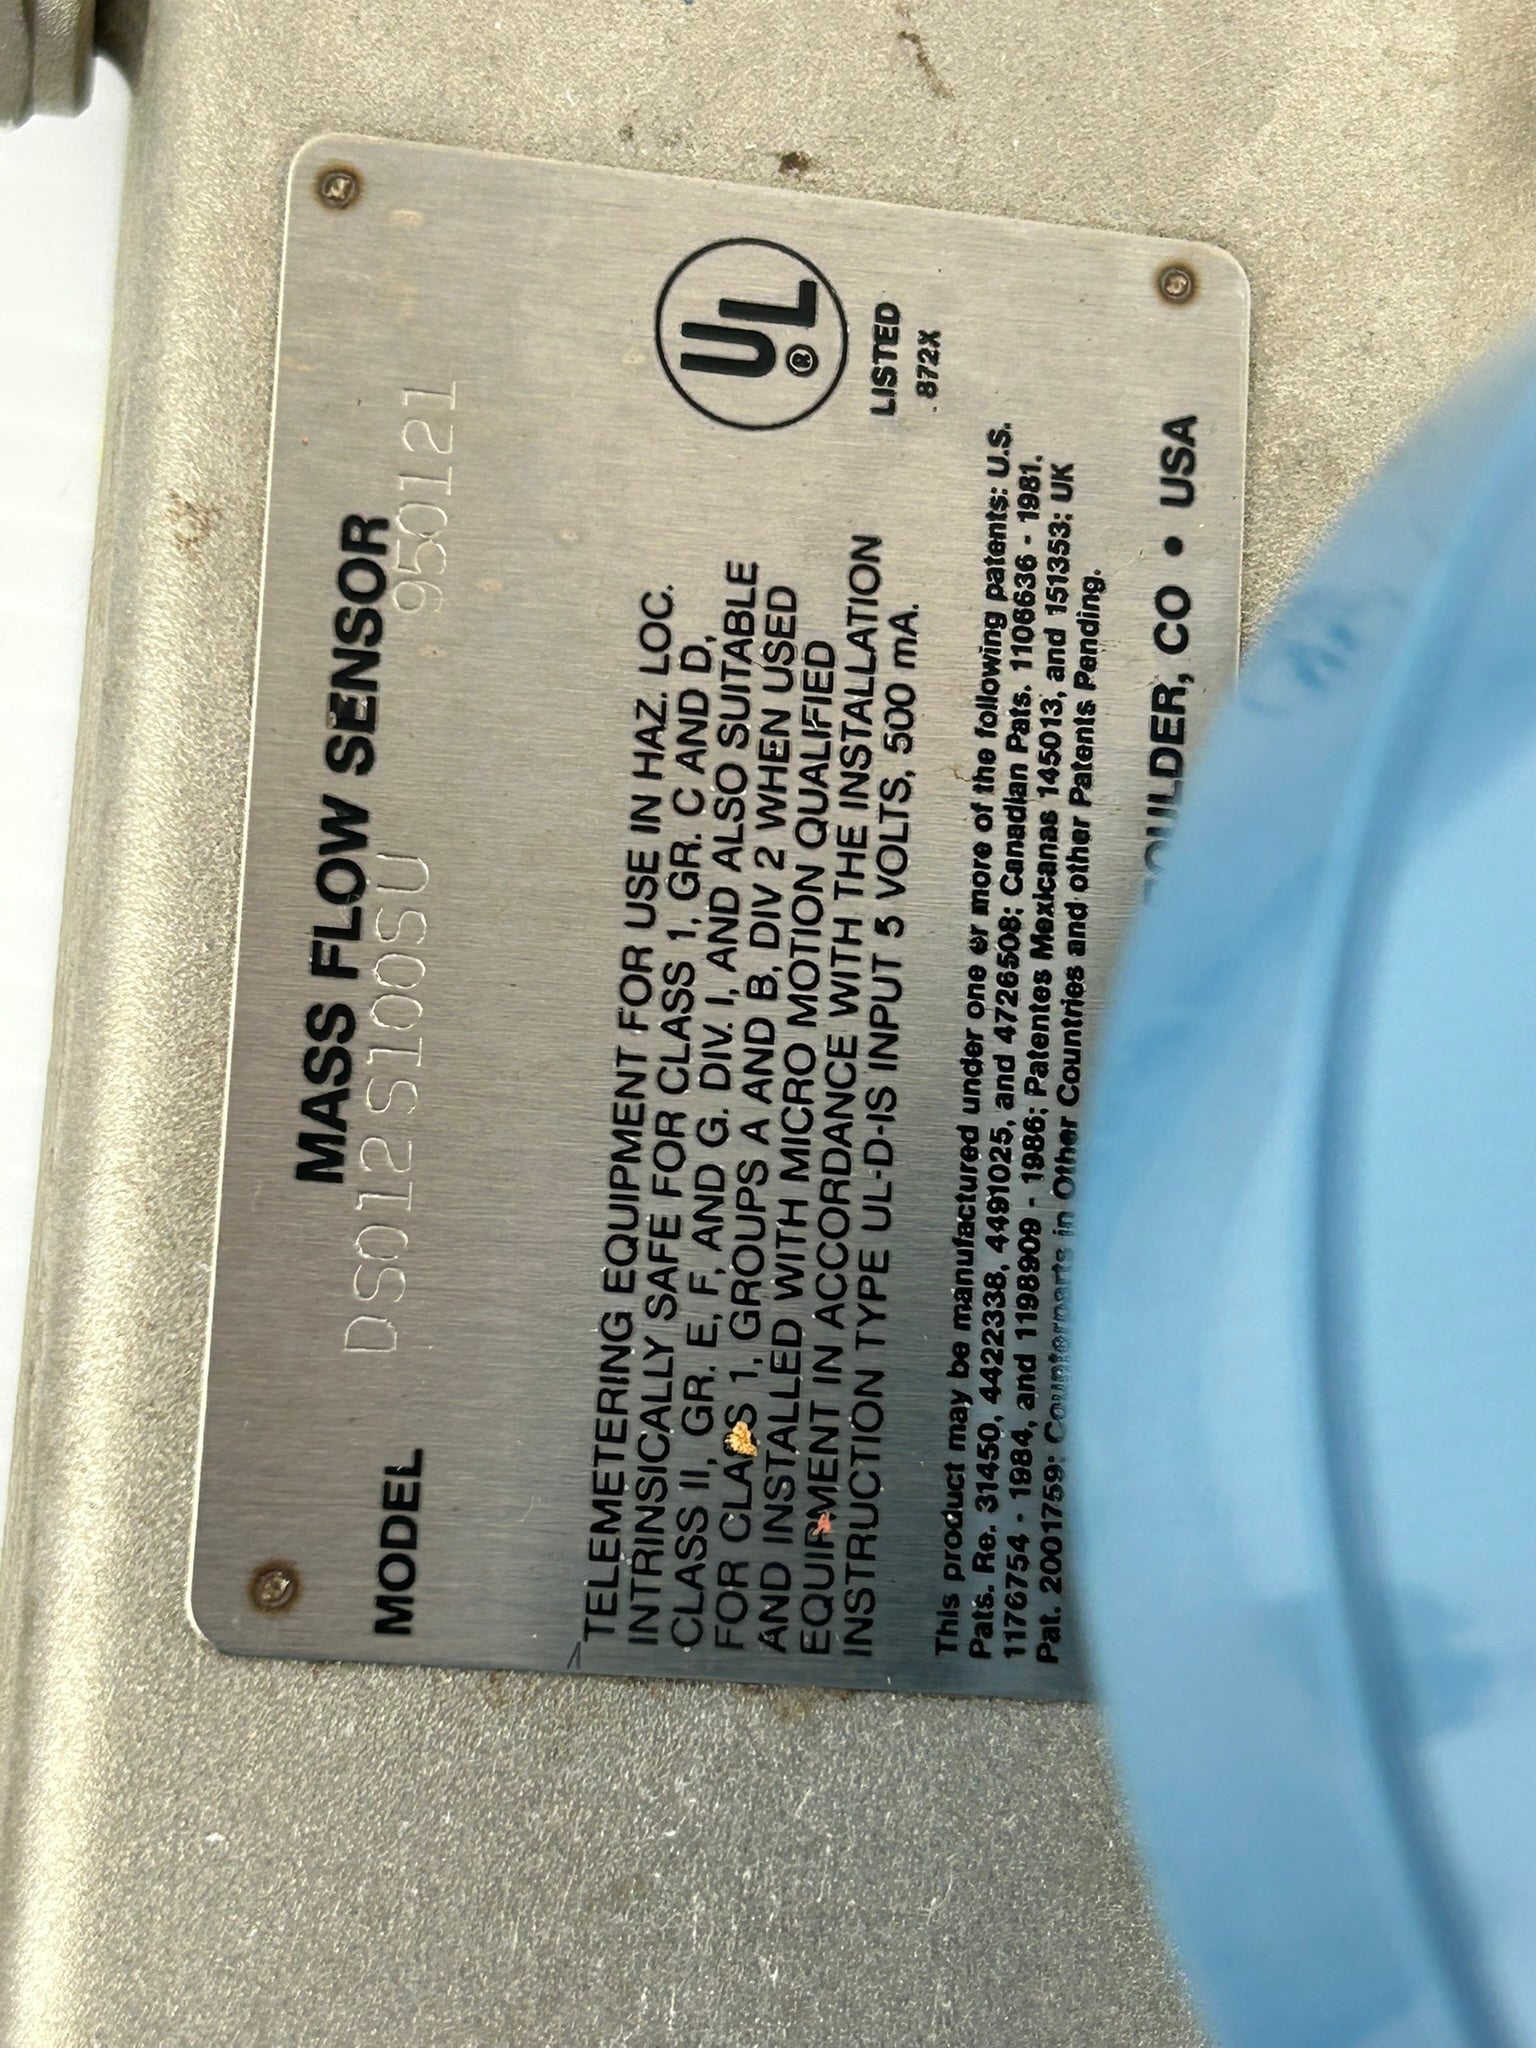 MASS FLOW SENSOR
MODEL DS012S100SU 950121
TELEMETERING EQUIPMENT FOR USE IN HAZ. LOC.
INTRINSICALLY SAFE FOR CLASS 1, GR. C AND D,
CLASS II, GR. E, F, AND G. DIV. I, AND ALSO SUITABLE
FOR CLASS 1, GROUPS A AND B, DIV 2 WHEN USED
AND INSTALLED WITH MICRO MOTION QUALIFIED
EQUIPMENT IN ACCORDANCE WITH THE INSTALLATION
INSTRUCTION TYPE UL-D-IS INPUT 5 VOLTS, 500 mA.
UL ®
LISTED
872X
This product may be manufactured under one or more of the following patents: U.S.
Pats. Re. 31450, 4422338, 4491025, and 4726508; Canadian Pats. 1106636 - 1981,
1176754 - 1984, and 1198909 - 1986; Patentes Mexicanas 145013, and 151353; UK
Pat. 2001759; Counterparts in Other Countries and other Patents Pending.
OULDER, CO • USA